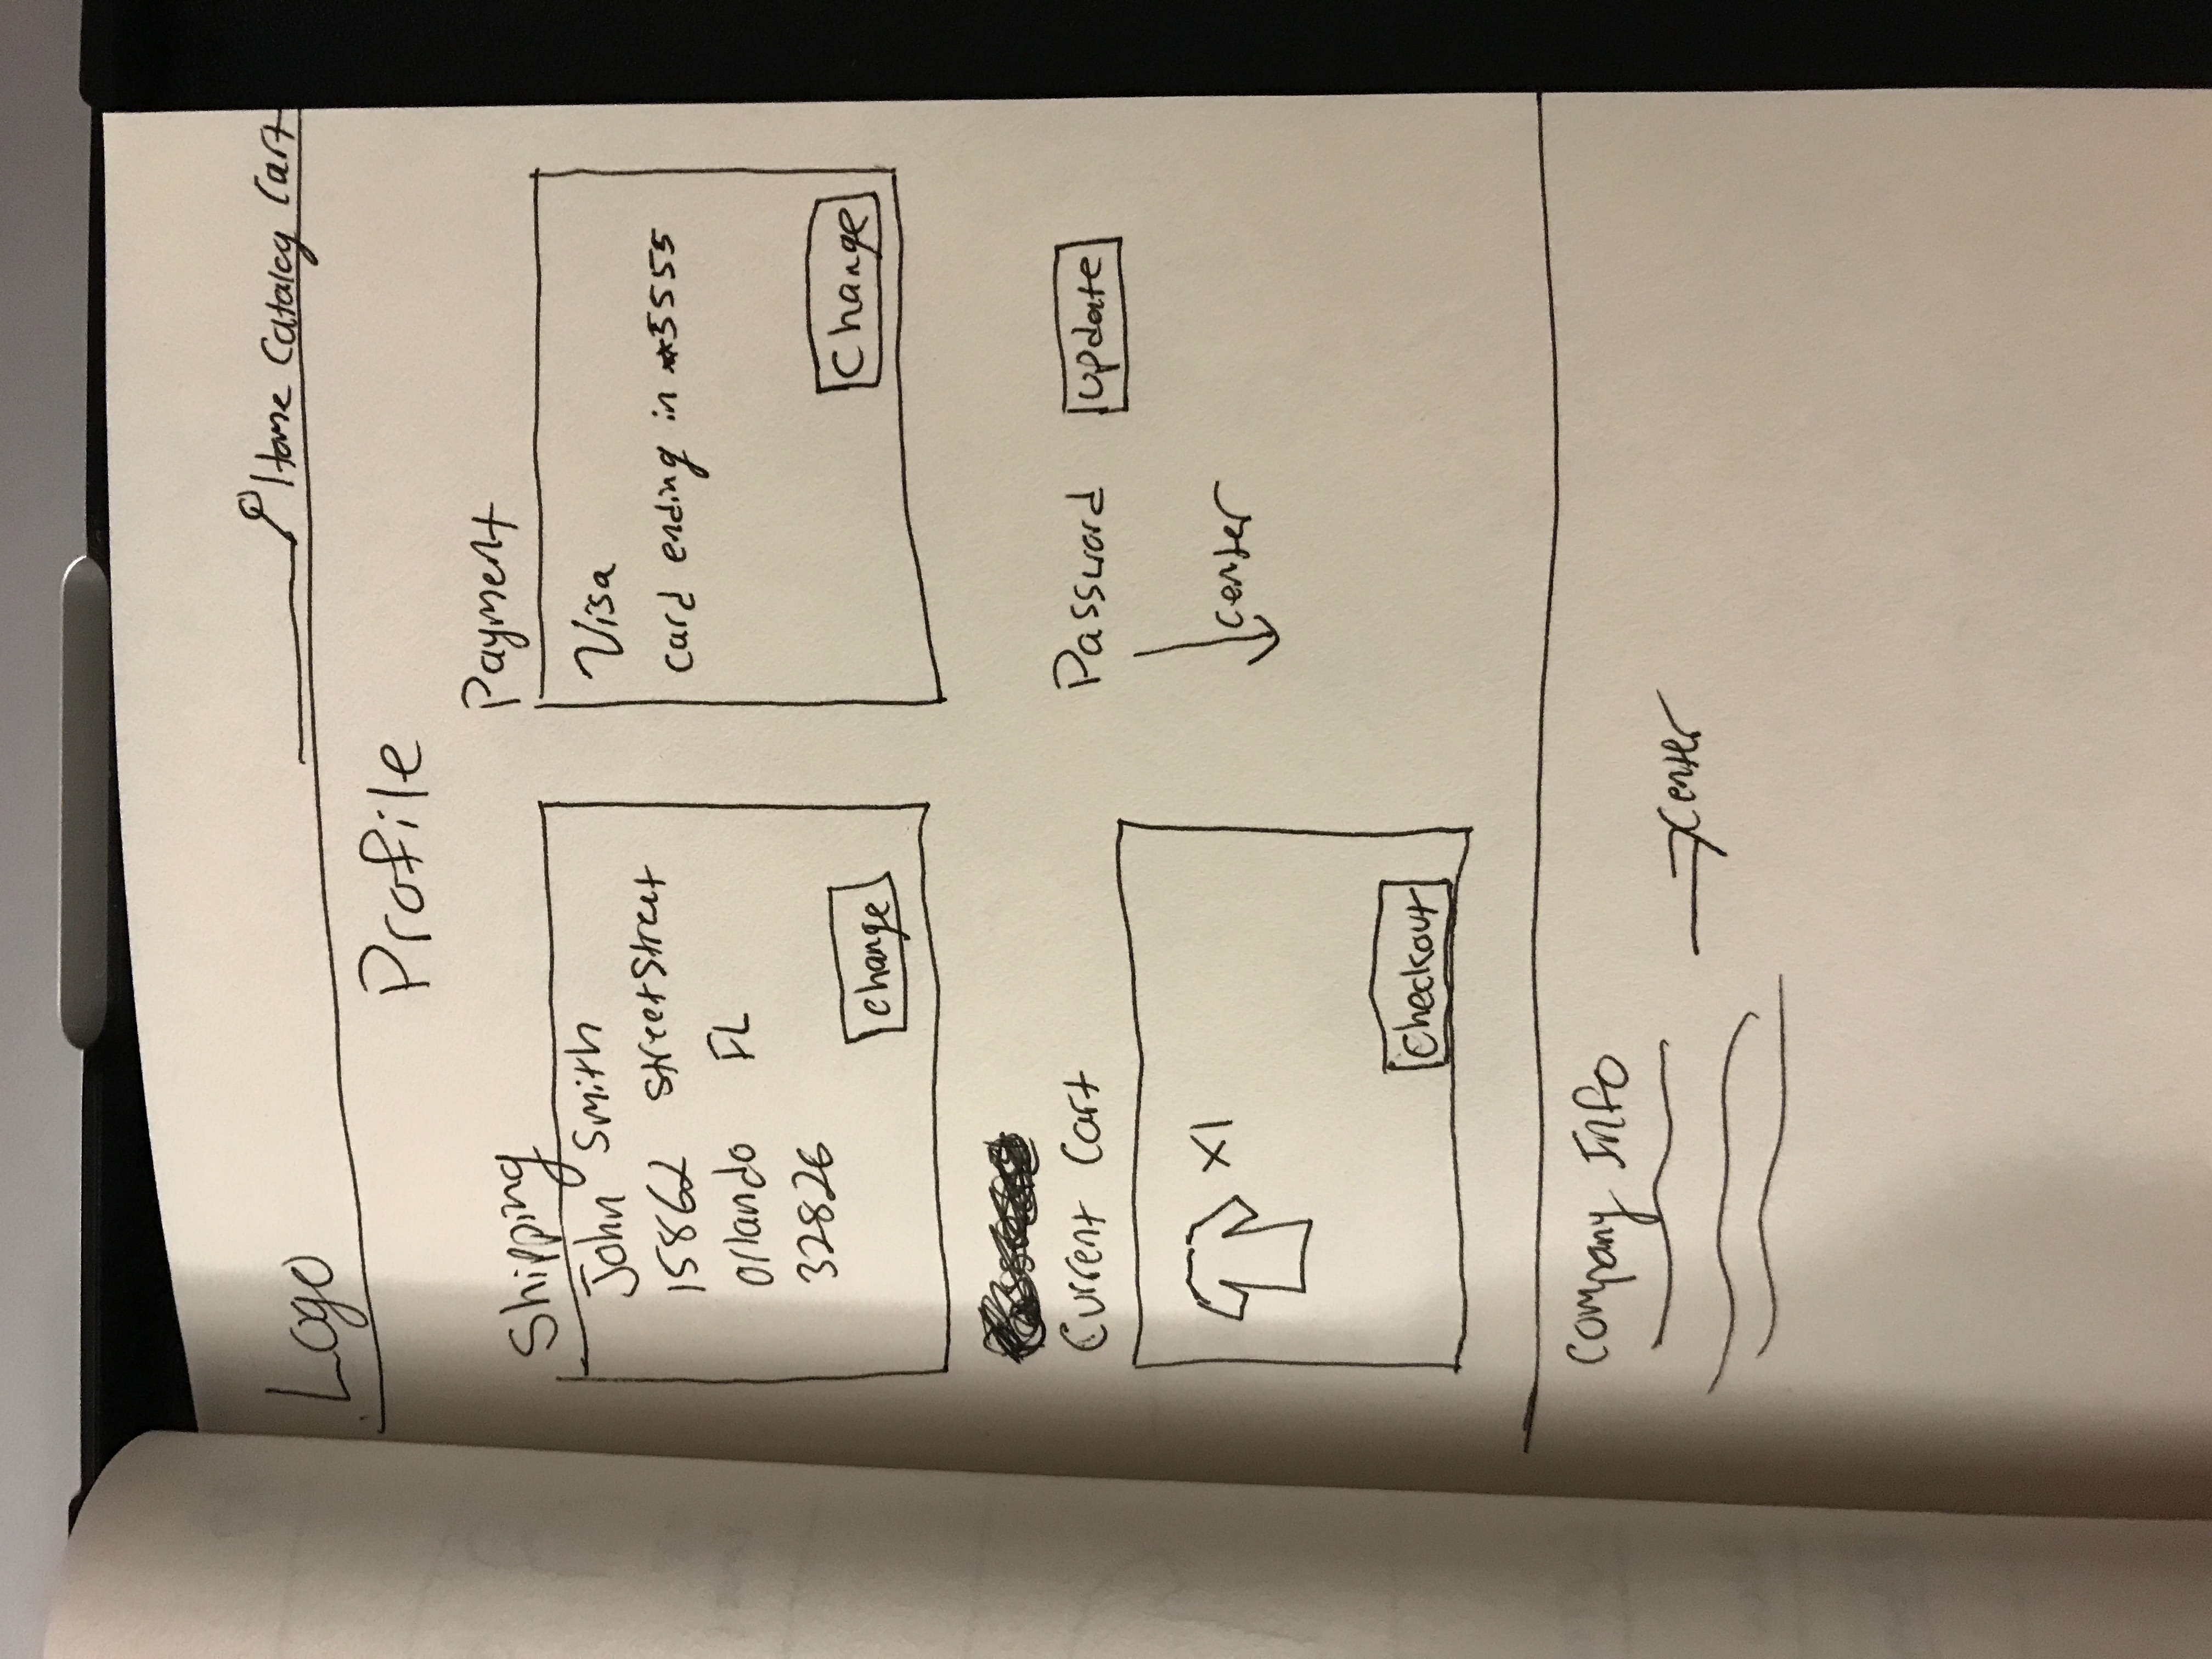 Logo
Home Catalog Cart
Profile
Shipping
John Smith
15862 StreetStreet
Orlando FL
32826
change
Payment
Visa
card ending in **5555
Change
Current Cart
x1
Checkout
Password
update
center
Company Info
center